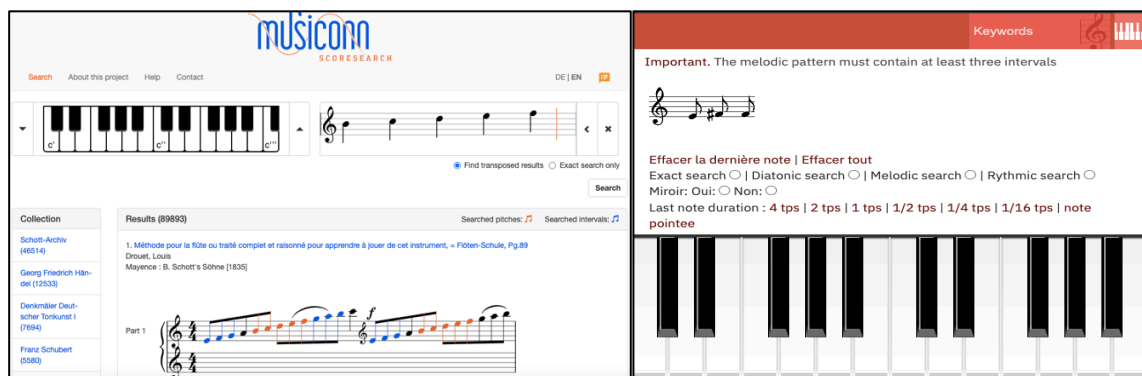 musiconn
SCORESEARCH
Search About this project Help Contact DE | EN
c' c'' c'''
Find transposed results Exact search only
Search
Collection
Schott-Archiv
(46514)
Georg Friedrich Hän-
del (12533)
Denkmäler Deut-
scher Tonkunst I
(7694)
Franz Schubert
(5580)
Results (89893) Searched pitches: Searched intervals:
1. Méthode pour la flûte ou traité complet et raisonné pour apprendre à jouer de cet instrument, = Flöten-Schule, Pg.89
Drouet, Louis
Mayence : B. Schott's Söhne [1835]
f
Part 1
4 4
4 4
Keywords
Important. The melodic pattern must contain at least three intervals
Effacer la dernière note | Effacer tout
Exact search | Diatonic search | Melodic search | Rythmic search
Miroir: Oui: Non:
Last note duration : 4 tps | 2 tps | 1 tps | 1/2 tps | 1/4 tps | 1/16 tps | note
pointee